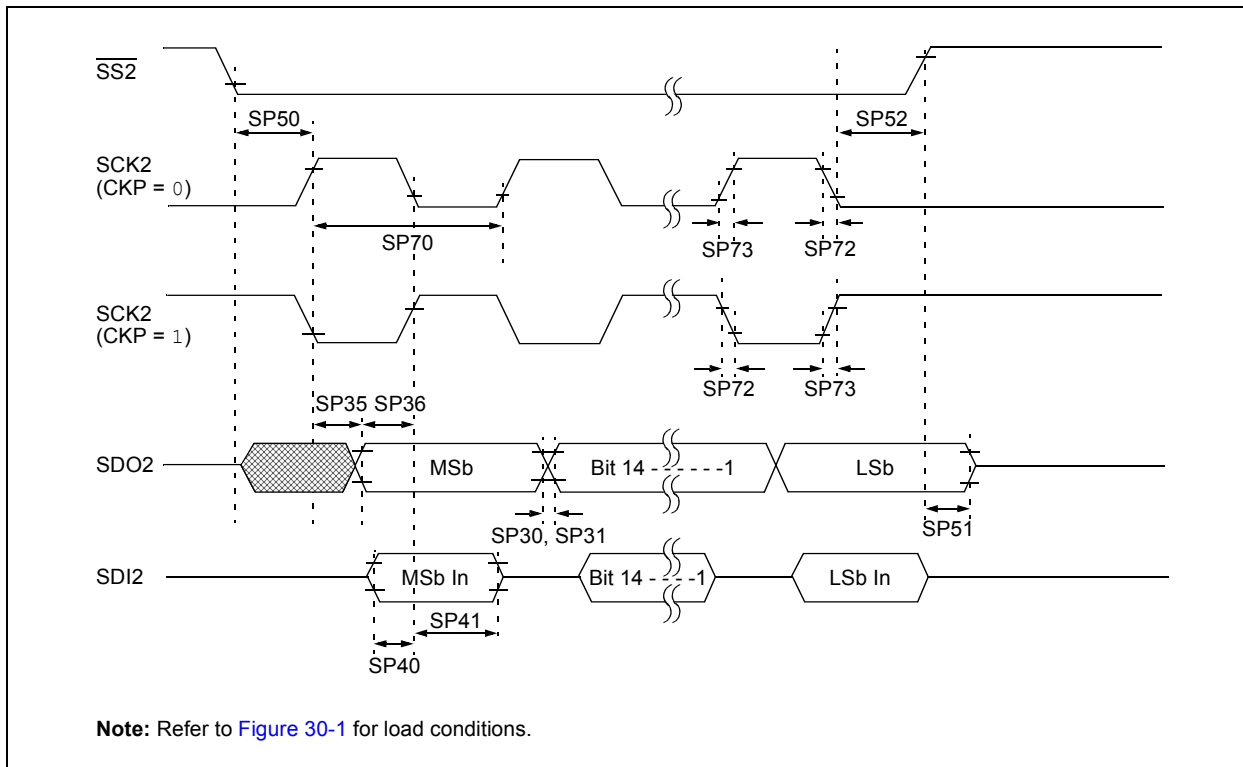 SS2
SP50
SP52
SCK2
(CKP = 0)
SP70
SP73
SP72
SCK2
(CKP = 1)
SP72
SP73
SP35
SP36
SDO2
MSb
Bit 14 - - - - - - -1
LSb
SP30, SP31
SP51
SDI2
MSb In
Bit 14 - - - - -1
LSb In
SP41
SP40
Note: Refer to Figure 30-1 for load conditions.